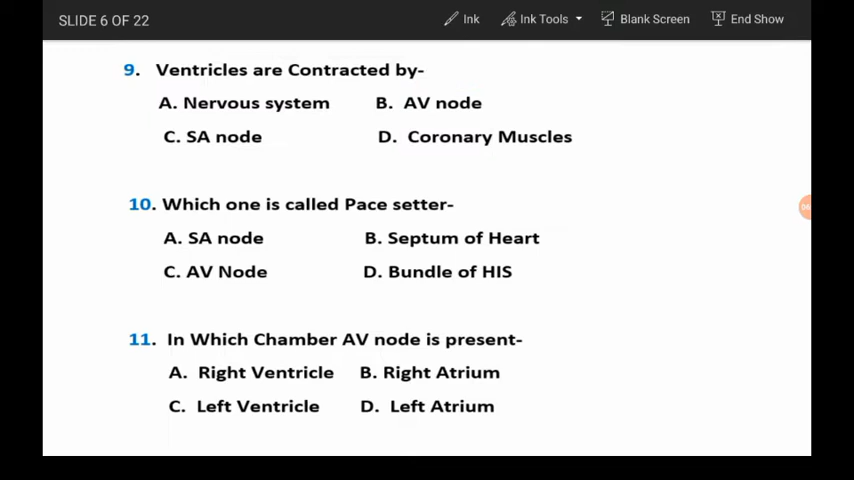 SLIDE 6 OF 22 Ink Ink Tools Blank Screen End Show
9. Ventricles are Contracted by-
A. Nervous system B. AV node
C. SA node D. Coronary Muscles
10. Which one is called Pace setter-
A. SA node B. Septum of Heart
C. AV Node D. Bundle of HIS
11. In Which Chamber AV node is present-
A. Right Ventricle B. Right Atrium
C. Left Ventricle D. Left Atrium